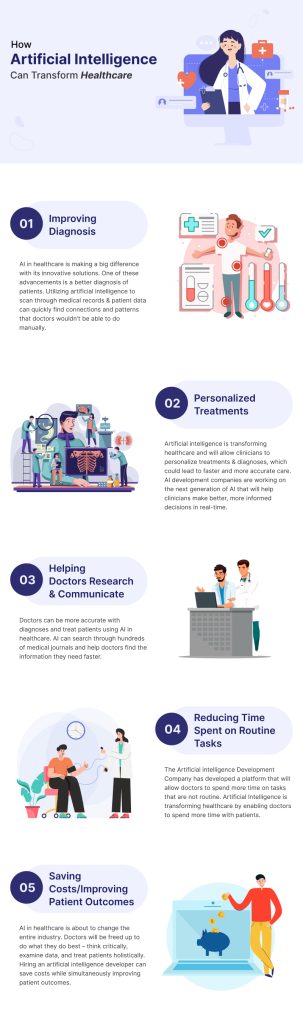 How
Artificial Intelligence
Can Transform Healthcare
01
Improving
Diagnosis
AI in healthcare is making a big difference
with its innovative solutions. One of these
advancements is a better diagnosis of
patients. Utilizing artificial intelligence to
scan through medical records & patient data
can quickly find connections and patterns
that doctors wouldn't be able to do
manually.
02
Personalized
Treatments
Artificial intelligence is transforming
healthcare and will allow clinicians to
personalize treatments & diagnoses, which
could lead to faster and more accurate care.
AI development companies are working on
the next generation of AI that will help
clinicians make better, more informed
decisions in real-time.
03
Helping
Doctors Research
& Communicate
Doctors can be more accurate with
diagnoses and treat patients using AI in
healthcare. AI can search through hundreds
of medical journals and help doctors find the
information they need faster.
04
Reducing Time
Spent on Routine
Tasks
The Artificial intelligence Development
Company has developed a platform that will
allow doctors to spend more time on tasks
that are not routine. Artificial Intelligence is
transforming healthcare by enabling doctors
to spend more time with patients.
05
Saving
Costs/Improving
Patient Outcomes
AI in healthcare is about to change the
entire industry. Doctors will be freed up to
do what they do best – think critically,
examine data, and treat patients holistically.
Hiring an artificial intelligence developer can
save costs while simultaneously improving
patient outcomes.